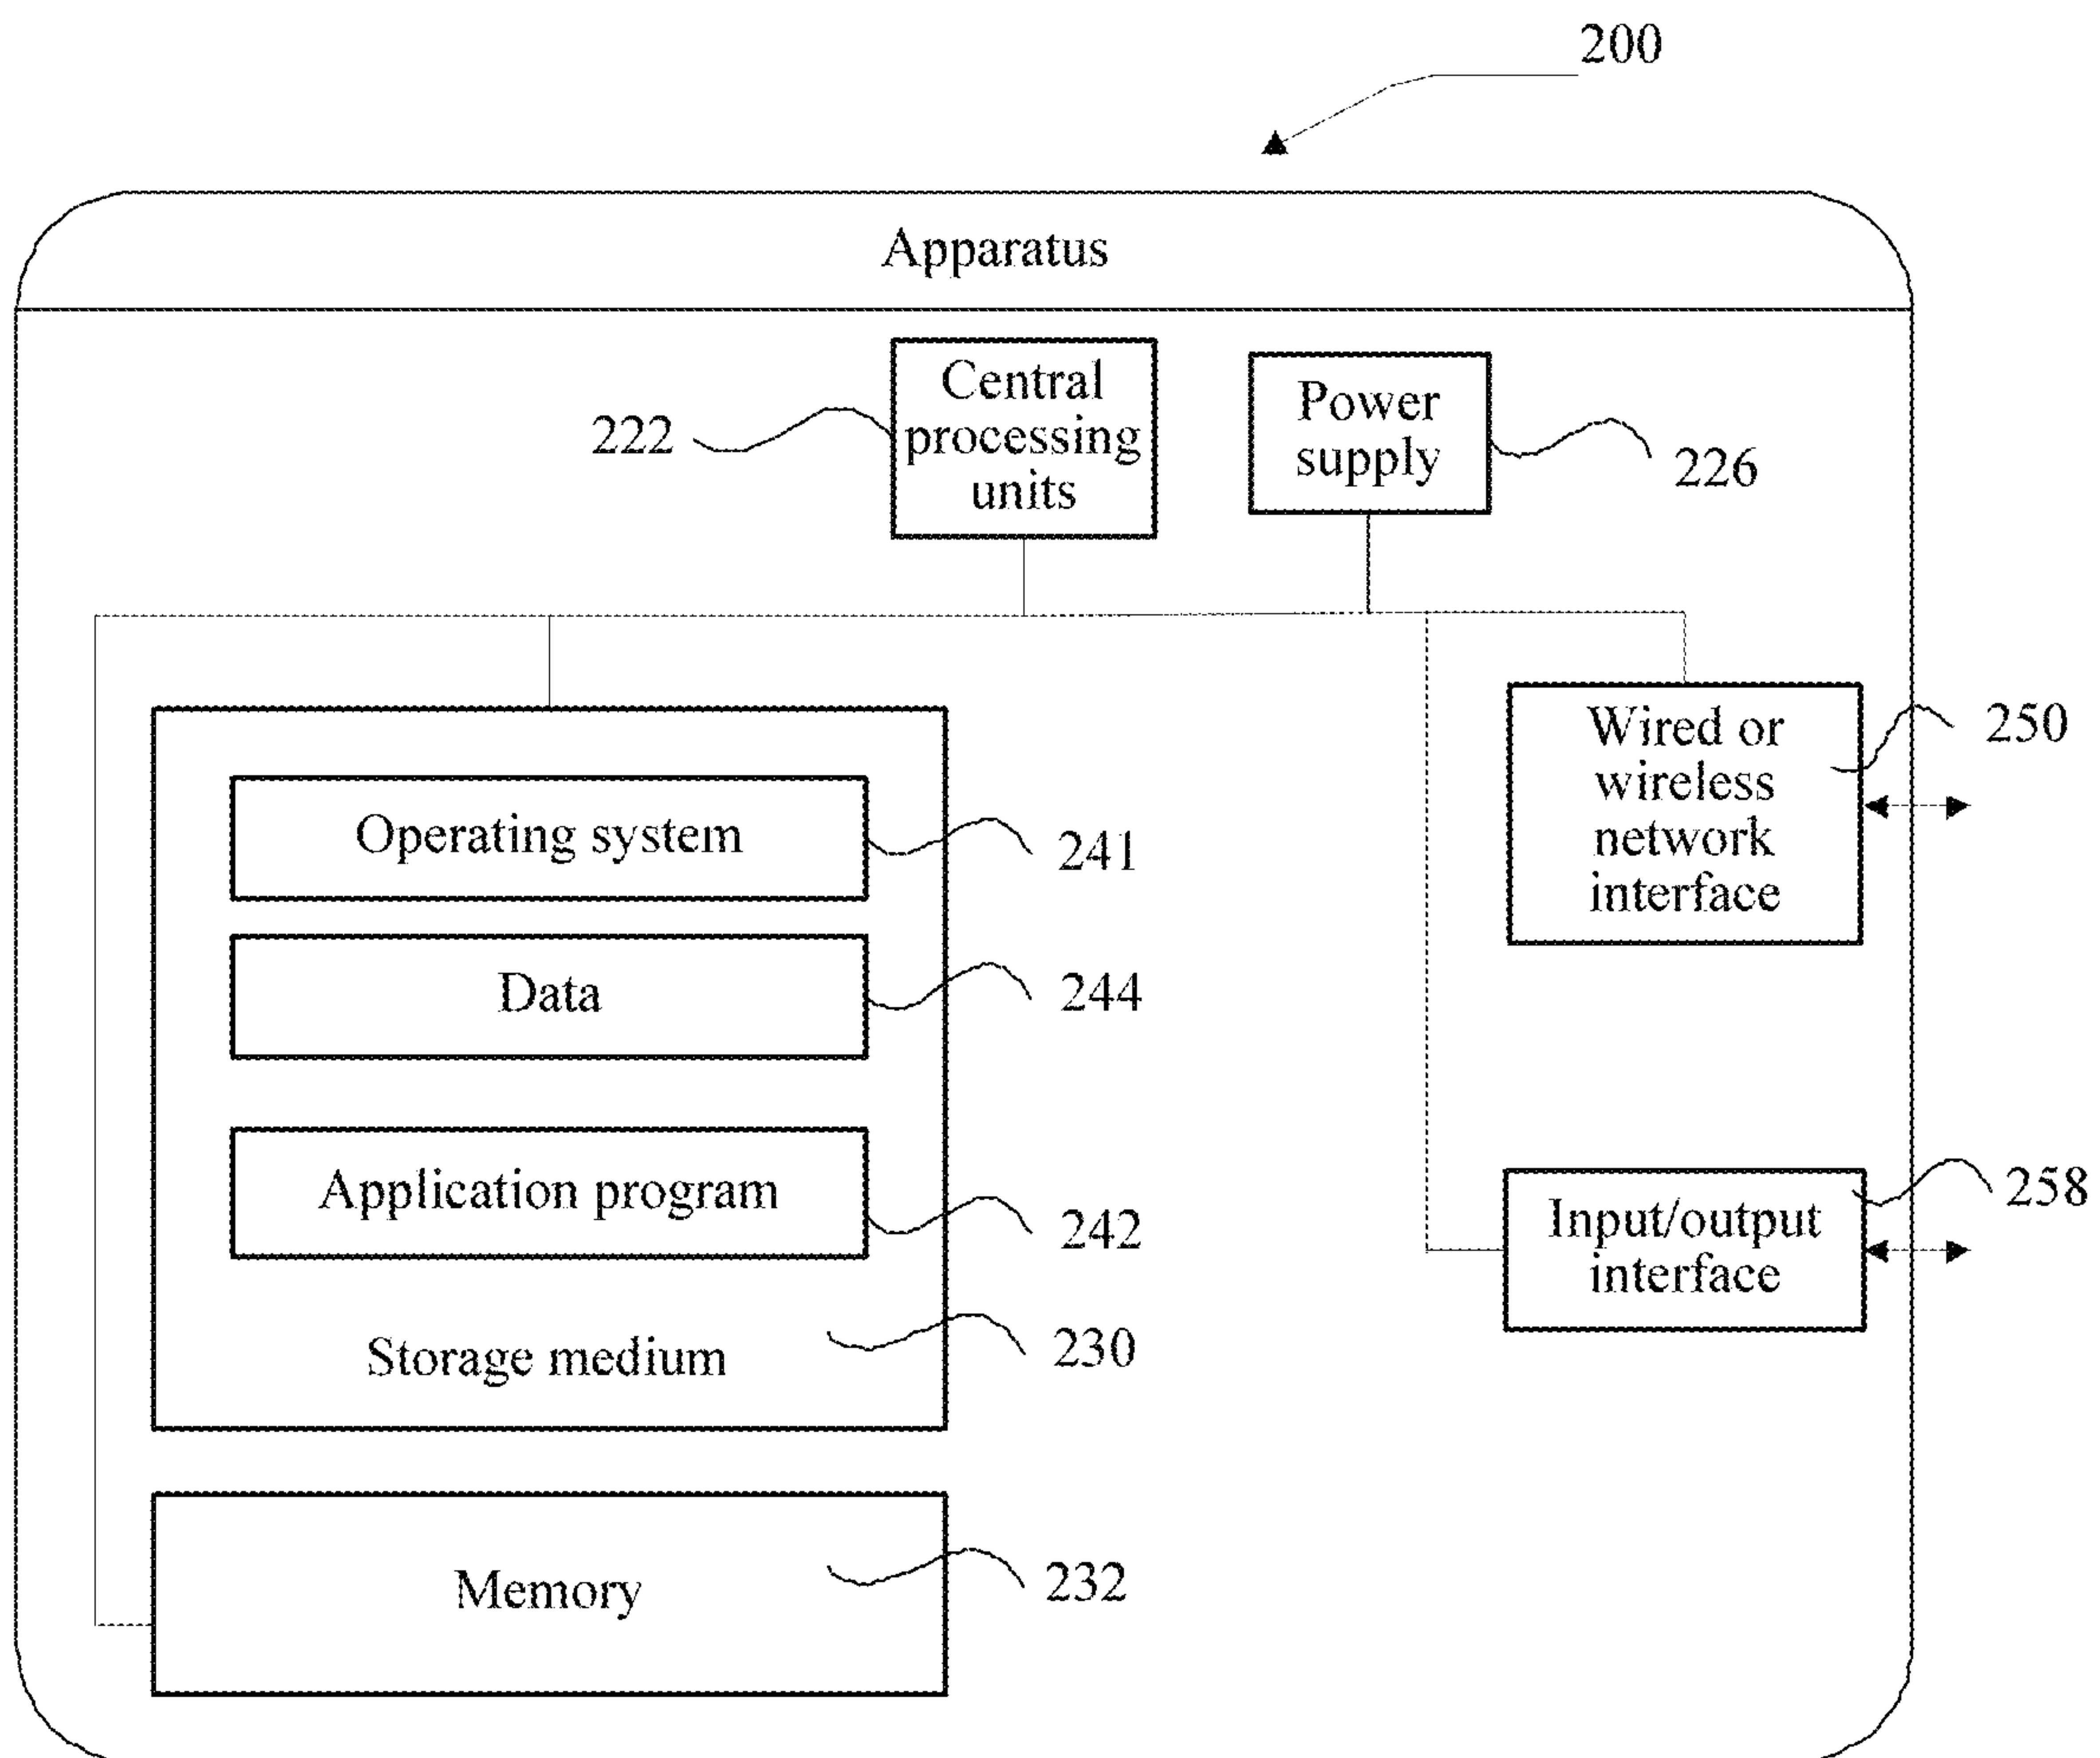 200
Apparatus
Central
processing
units
222
Power
supply
226
Operating system
241
Data
244
Application program
242
Storage medium
230
Memory
232
Wired or
wireless
network
interface
250
Input/output
interface
258